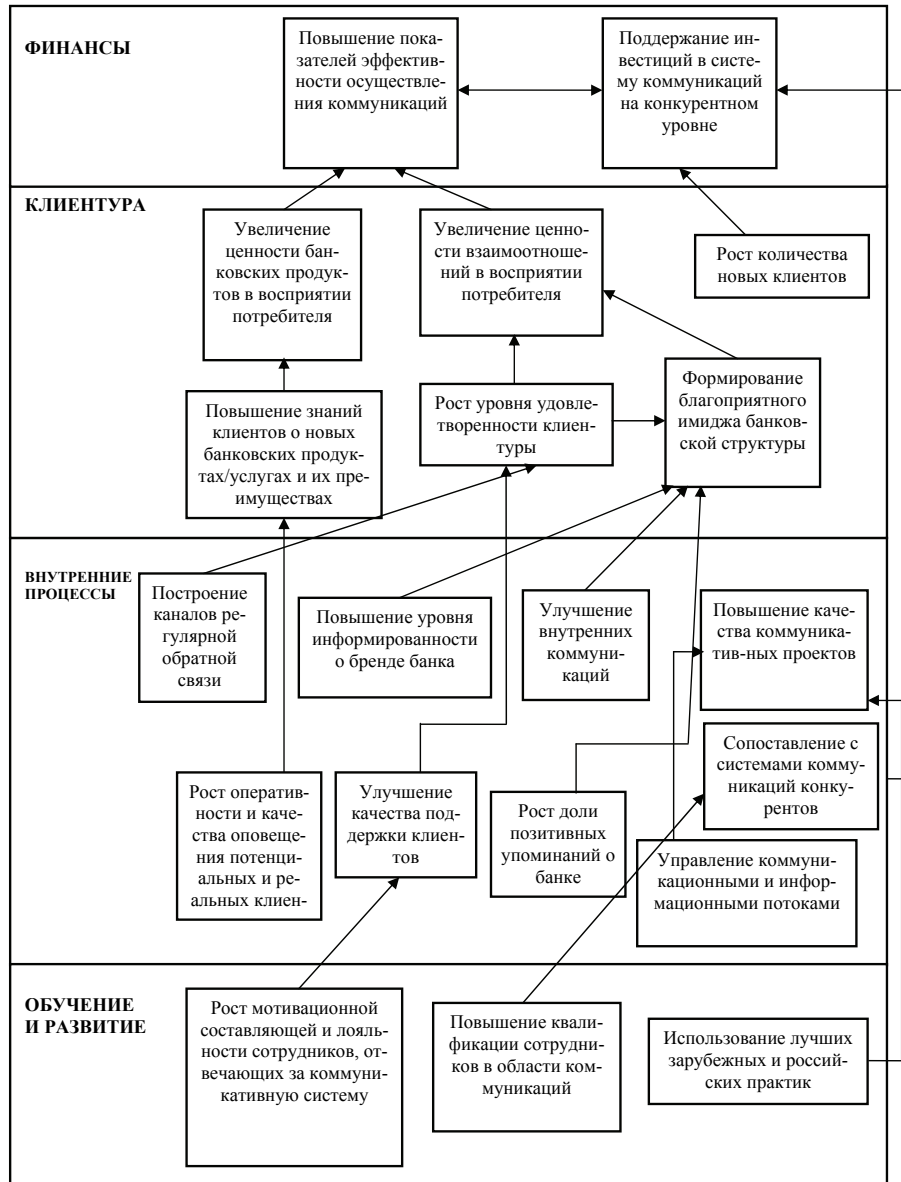 ФИНАНСЫ
Повышение пока-
зателей эффектив-
ности осуществле-
ния коммуникаций
Поддержание ин-
вестиций в систе-
му коммуникаций
на конкурентном
уровне
КЛИЕНТУРА
Увеличение
ценности бан-
ковских продук-
тов в восприятии
потребителя
Увеличение ценно-
сти взаимоотноше-
ний в восприятии
потребителя
Рост количества
новых клиентов
Повышение знаний
клиентов о новых
банковских продук-
тах/услугах и их пре-
имуществах
Рост уровня удовле-
творенности клиен-
туры
Формирование
благоприятного
имиджа банков-
ской структуры
ВНУТРЕННИЕ
ПРОЦЕССЫ
Построение
каналов ре-
гулярной
обратной
связи
Повышение уровня
информированности
о бренде банка
Улучшение
внутренних
коммуни-
каций
Повышение каче-
ства коммуника-
тив-ных проектов
Сопоставление с
системами комму-
никаций конку-
рентов
Рост оператив-
ности и каче-
ства оповеще-
ния потенци-
альных и ре-
альных клиен-
Улучшение
качества под-
держки клиен-
тов
Рост доли
позитивных
упоминаний о
банке
Управление коммуни-
кационными и инфор-
мационными потоками
ОБУЧЕНИЕ
И РАЗВИТИЕ
Рост мотивационной
составляющей и лояль-
ности сотрудников, от-
вечающих за коммуни-
кативную систему
Повышение квали-
фикации сотрудни-
ков в области ком-
муникаций
Использование лучших
зарубежных и россий-
ских практик